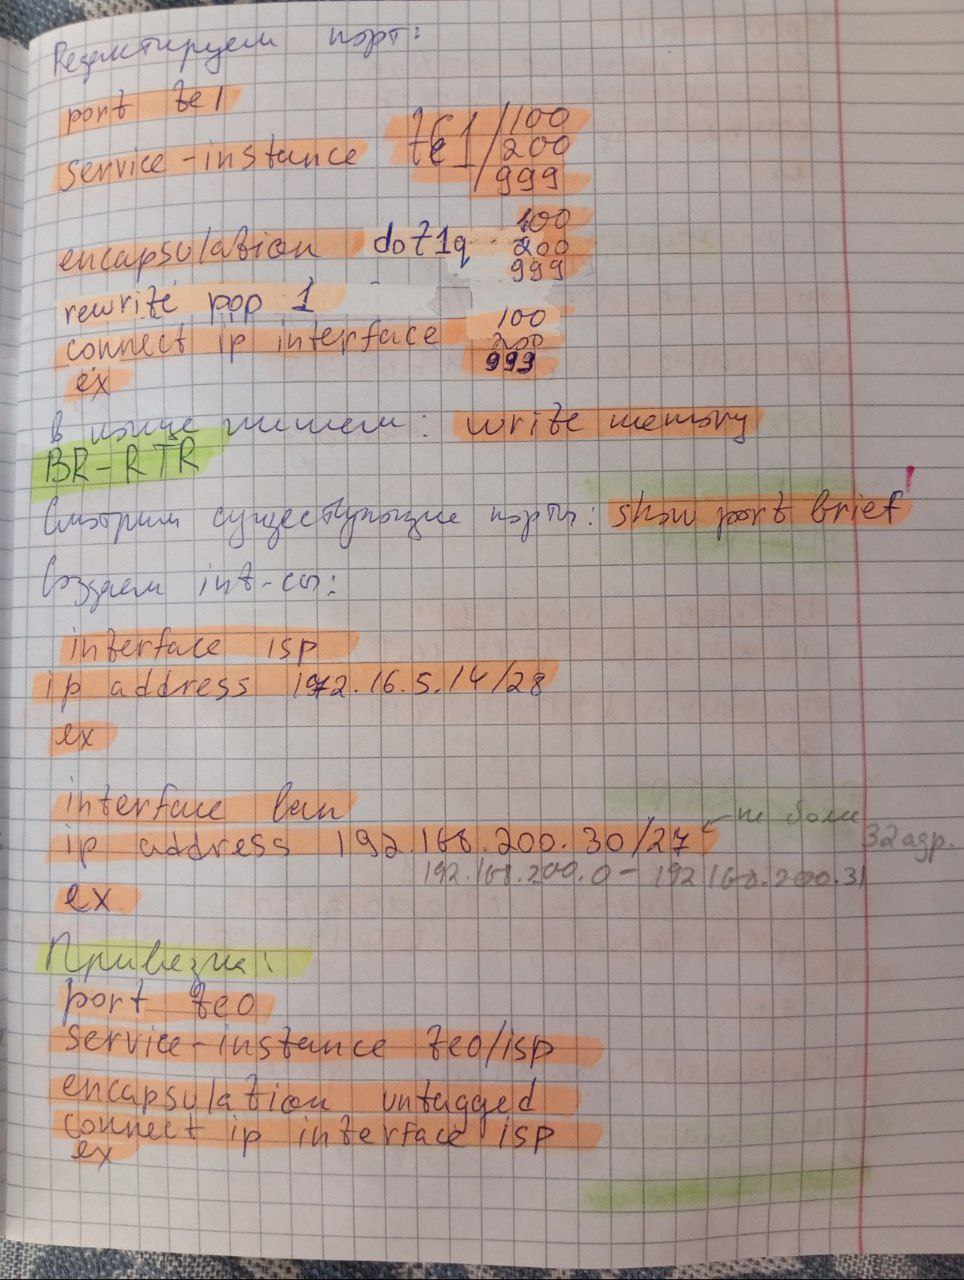 Редактируем порт:
port te1
service-instance te1/100
te1/200
999
encapsulation dot1q 100
200
999
rewrite pop 1
connect ip interface 100
200
999
ex
В конце пишем: write memory
BR-RTR
Смотрим существующие порты: show port brief!
Создаем int-сы:
interface isp
ip address 172.16.5.14/28
ex
interface lan
ip address 192.168.200.30/27 ← не более 32 адр.
192.168.200.0 - 192.168.200.31
ex
Привязка:
port te0
service-instance te0/isp
encapsulation untagged
connect ip interface isp
ex